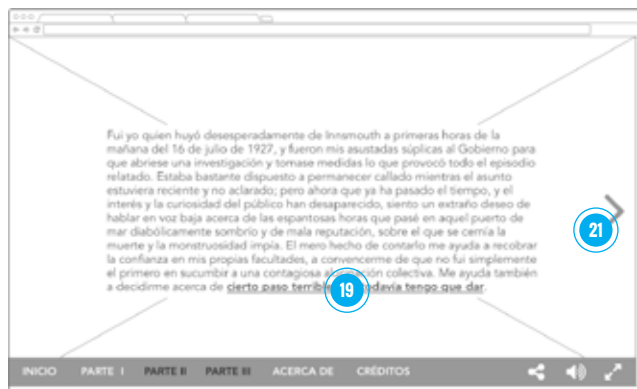 Fui yo quien huyó desesperadamente de Innsmouth a primeras horas de la
mañana del 16 de julio de 1927, y fueron mis asustadas súplicas al Gobierno para
que abriese una investigación y tomase medidas lo que provocó todo el episodio
relatado. Estaba bastante dispuesto a permanecer callado mientras el asunto
estuviera reciente y no aclarado; pero ahora que ya ha pasado el tiempo, y el
interés y la curiosidad del público han desaparecido, siento un extraño deseo de
hablar en voz baja acerca de las espantosas horas que pasé en aquel puerto de
mar diabólicamente sombrío y de mala reputación, sobre el que se cernía la
muerte y la monstruosidad impía. El mero hecho de contarlo me ayuda a recobrar
la confianza en mis propias facultades, a convencerme de que no fui simplemente
el primero en sucumbir a una contagiosa colectiva. Me ayuda también
a decidirme acerca de cierto paso terrible todavía tengo que dar.
19
21
INICIO PARTE I PARTE II PARTE III ACERCA DE CRÉDITOS